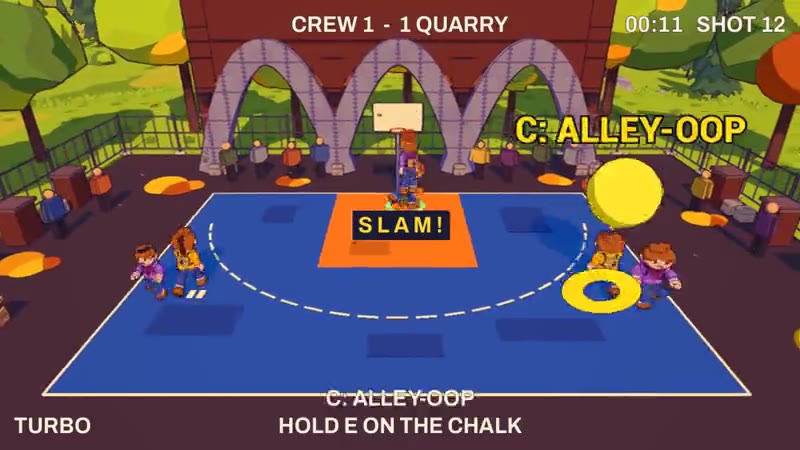 CREW 1 - 1 QUARRY
00:11 SHOT 12
C: ALLEY-OOP
SLAM!
C: ALLEY-OOP
TURBO
HOLD E ON THE CHALK